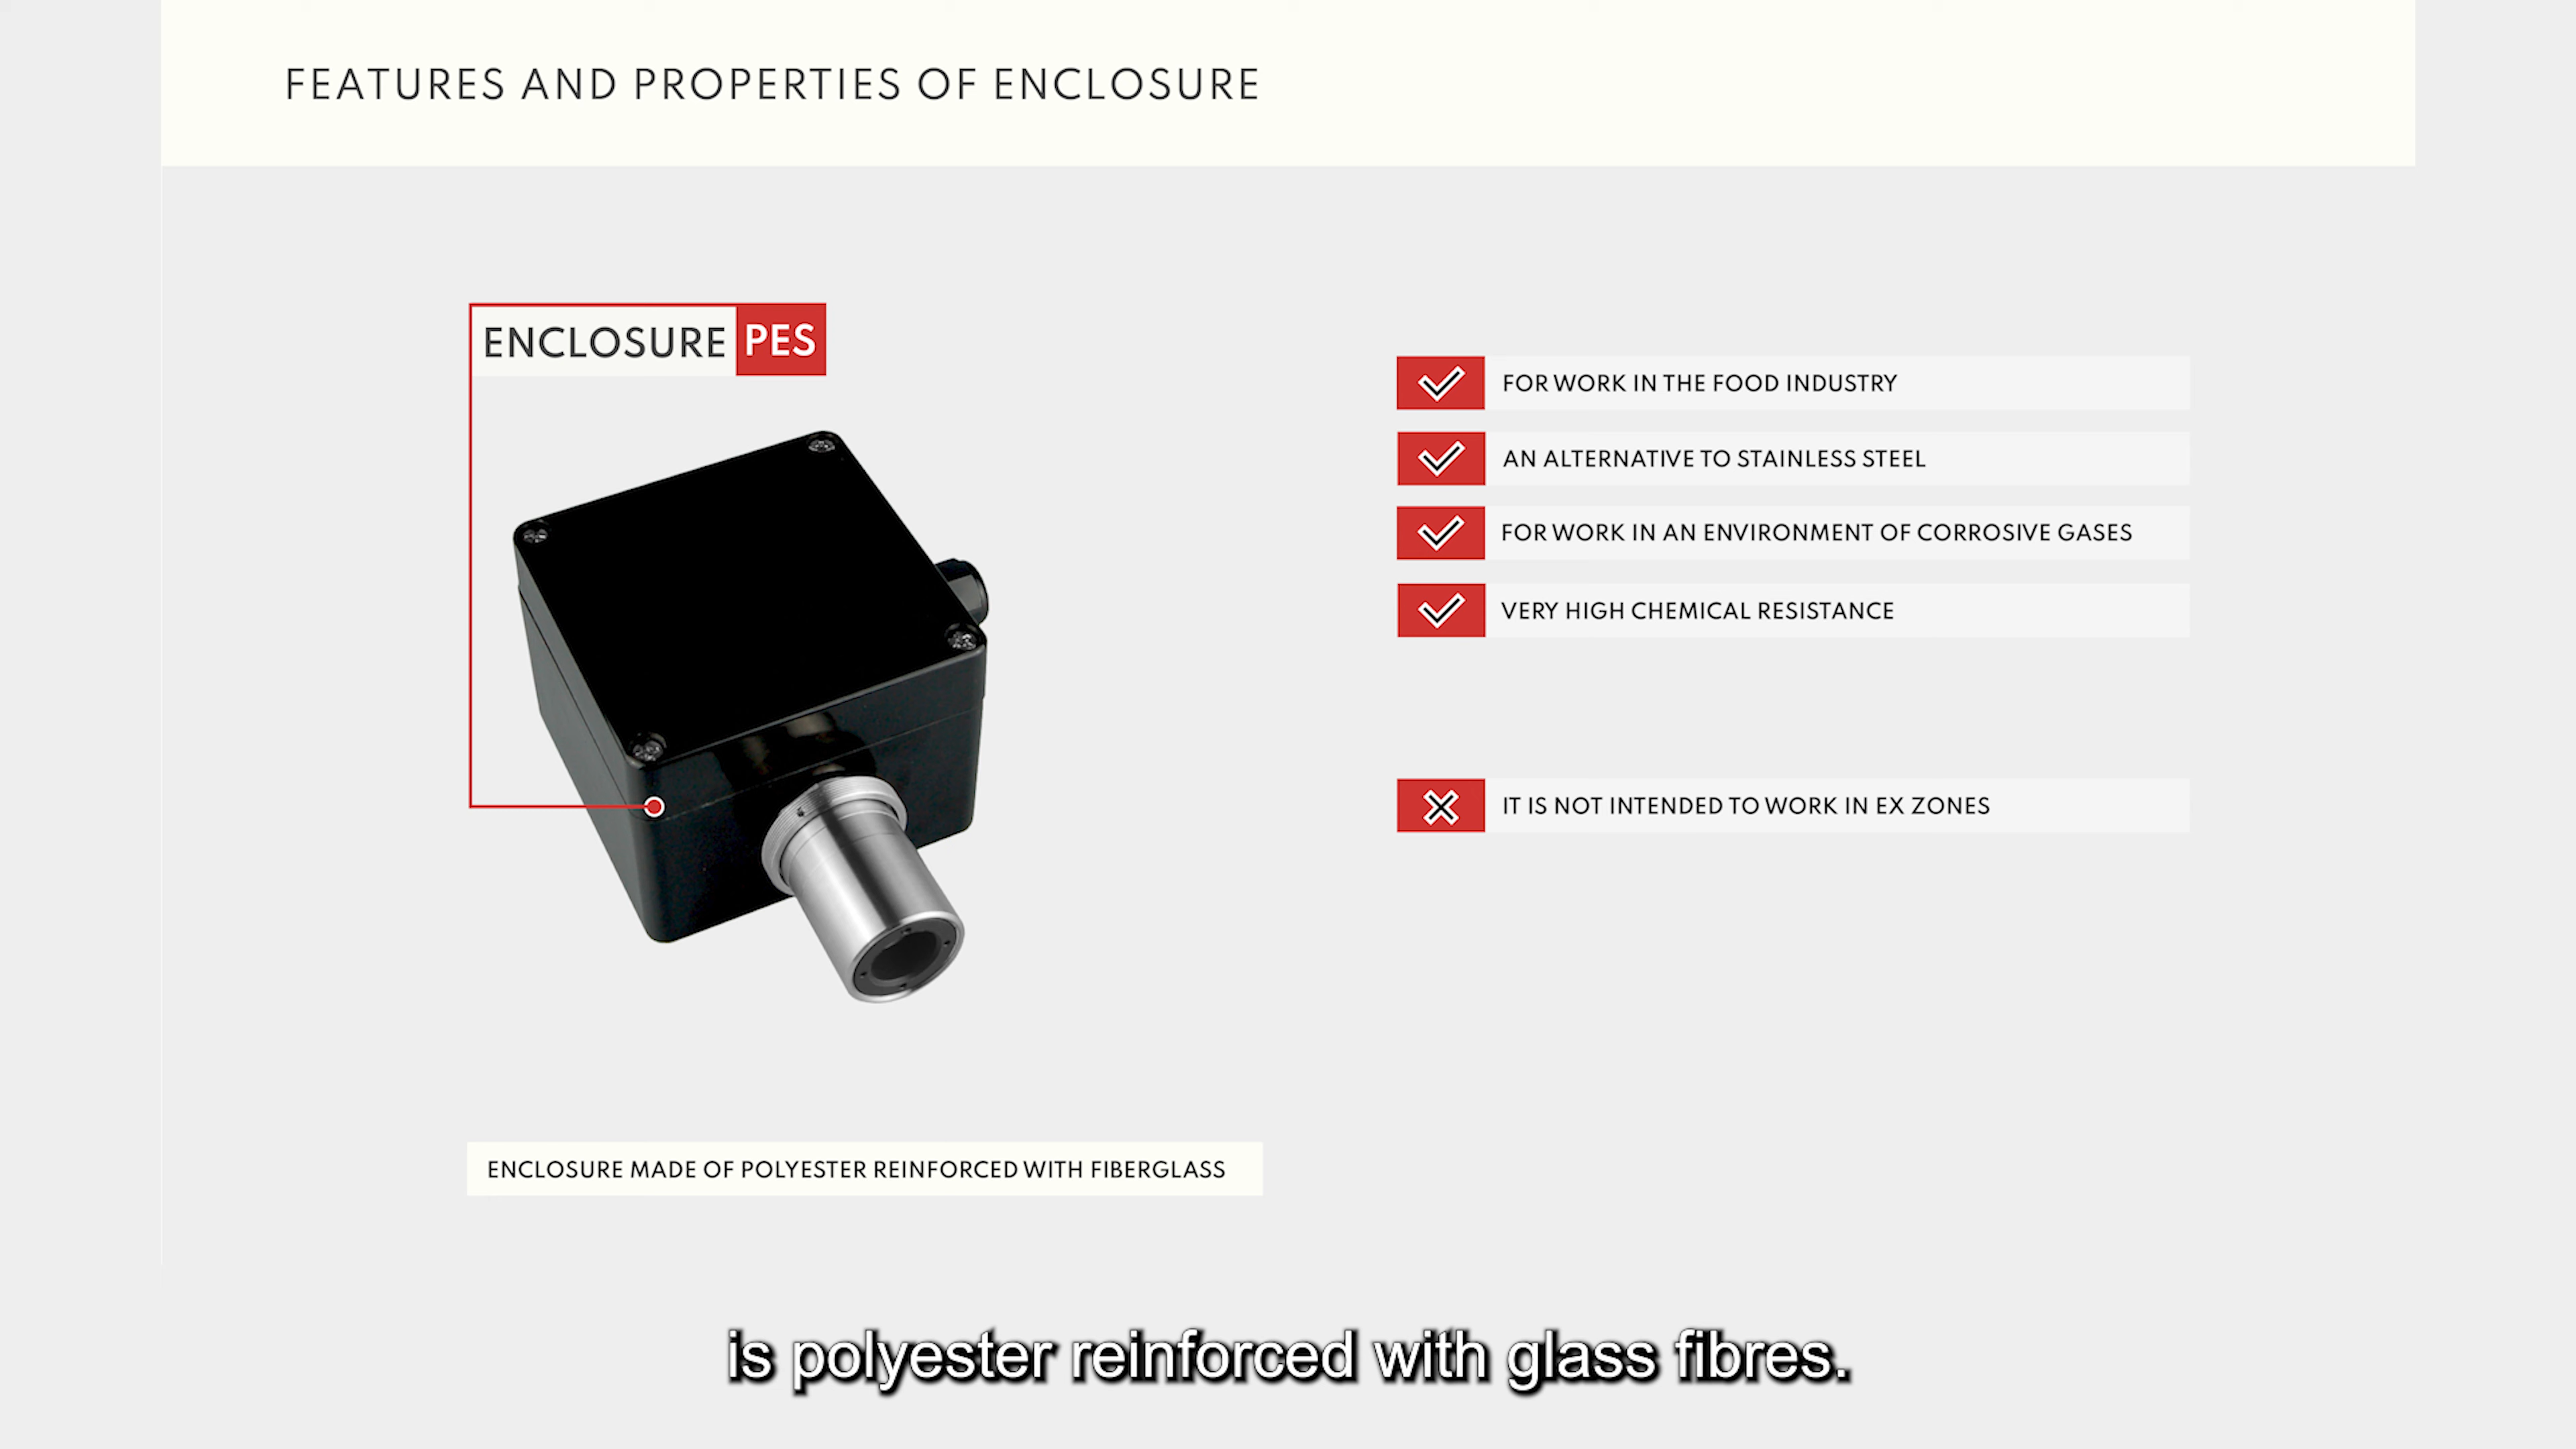 FEATURES AND PROPERTIES OF ENCLOSURE
ENCLOSURE PES
FOR WORK IN THE FOOD INDUSTRY
AN ALTERNATIVE TO STAINLESS STEEL
FOR WORK IN AN ENVIRONMENT OF CORROSIVE GASES
VERY HIGH CHEMICAL RESISTANCE
IT IS NOT INTENDED TO WORK IN EX ZONES
ENCLOSURE MADE OF POLYESTER REINFORCED WITH FIBERGLASS
is polyester reinforced with glass fibres.